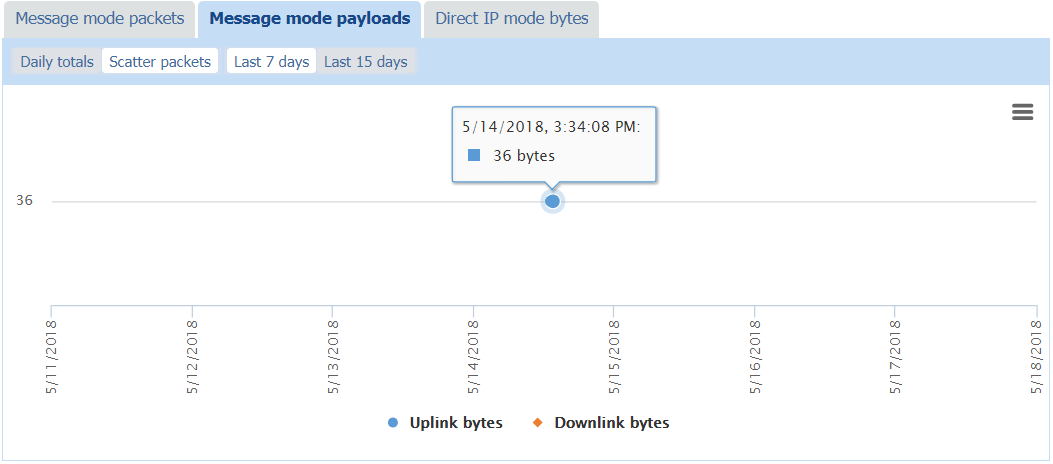 Message mode packets Message mode payloads Direct IP mode bytes
Daily totals Scatter packets Last 7 days Last 15 days
5/14/2018, 3:34:08 PM:
36 bytes
36
5/11/2018 5/12/2018 5/13/2018 5/14/2018 5/15/2018 5/16/2018 5/17/2018 5/18/2018
Uplink bytes Downlink bytes